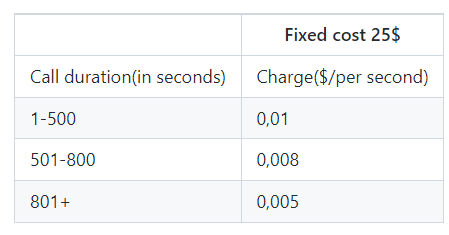 Fixed cost 25$
Call duration(in seconds) Charge($/per second)
1-500 0,01
501-800 0,008
801+ 0,005